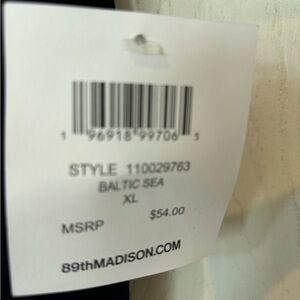 1 96918 99706 5
STYLE 110029763
BALTIC SEA
XL
MSRP $54.00
89thMADISON.COM